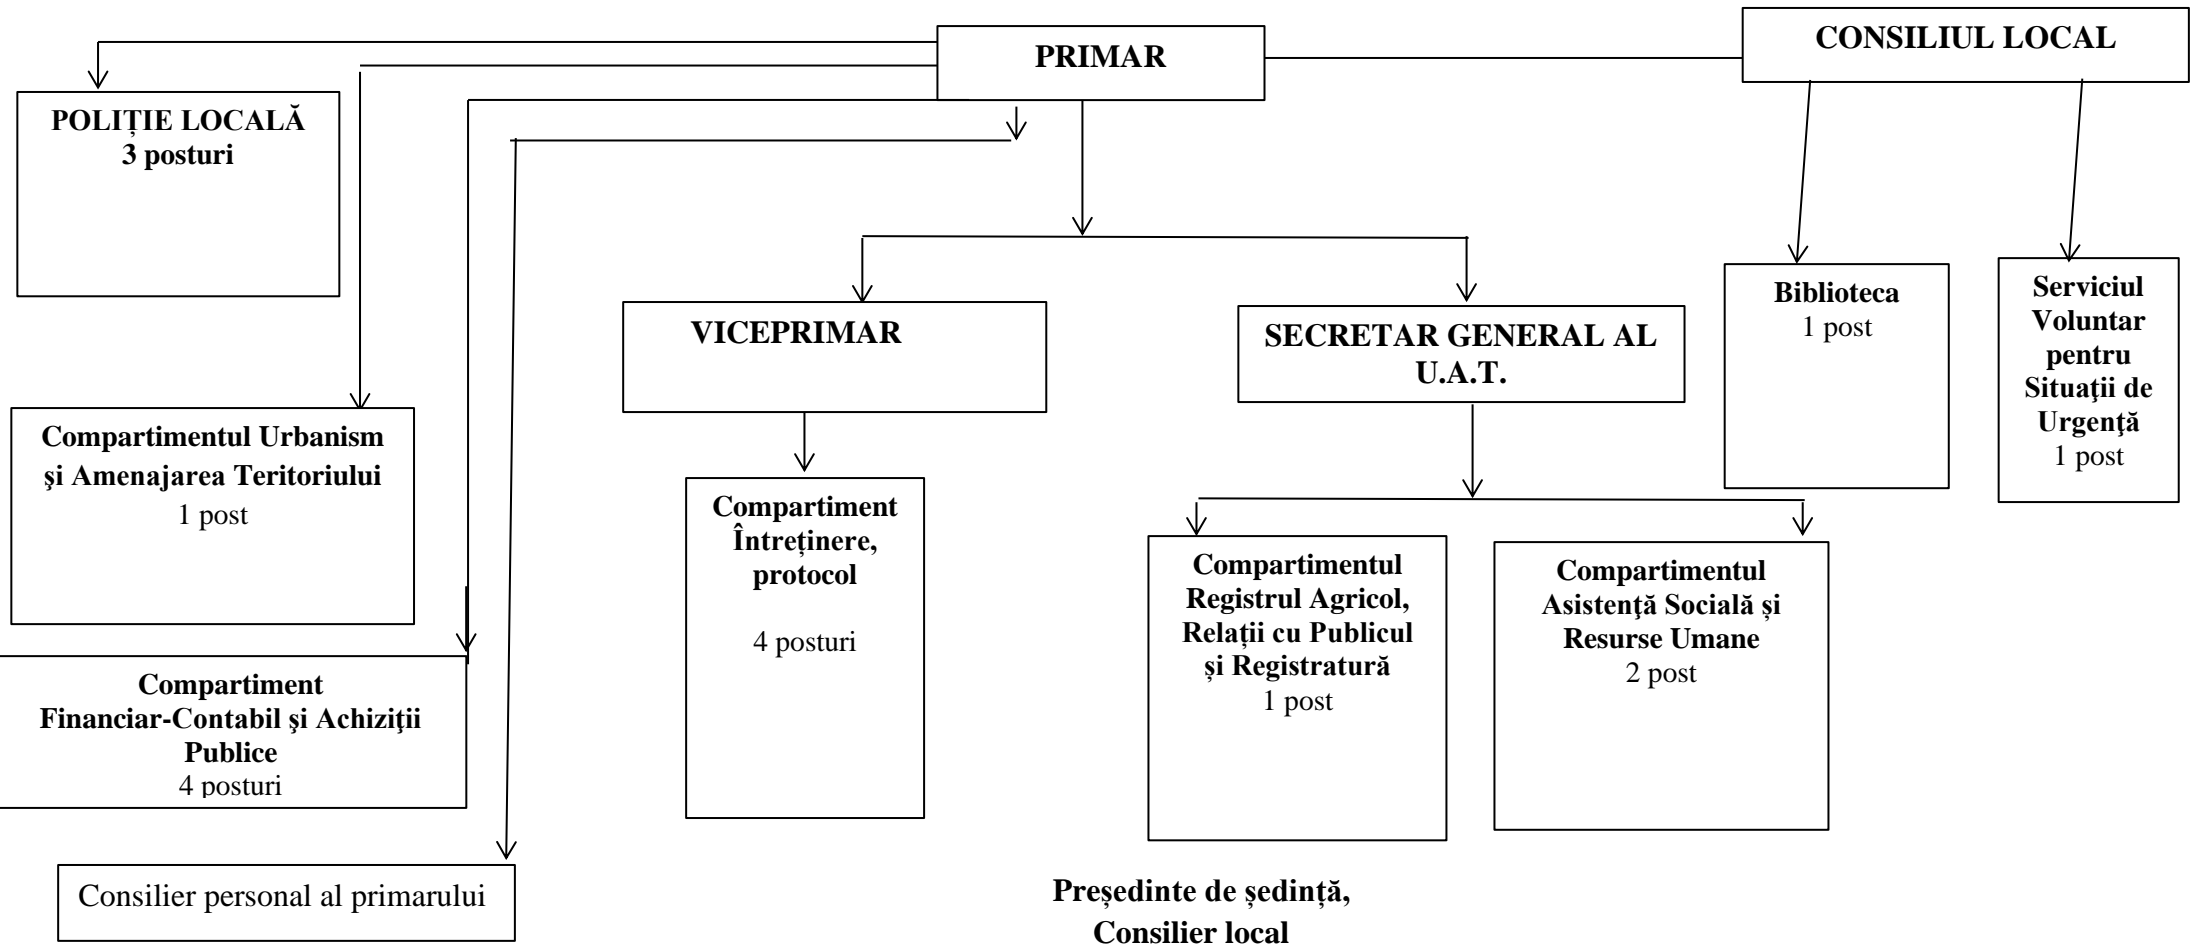 PRIMAR
CONSILIUL LOCAL
POLIȚIE LOCALĂ
3 posturi
Biblioteca
1 post
Serviciul
Voluntar
pentru
Situaţii de
Urgenţă
1 post
VICEPRIMAR
SECRETAR GENERAL AL
U.A.T.
Compartimentul Urbanism
şi Amenajarea Teritoriului
1 post
Compartiment
Întreținere,
protocol
4 posturi
Compartimentul
Registrul Agricol,
Relații cu Publicul
și Registratură
1 post
Compartimentul
Asistenţă Socială și
Resurse Umane
2 post
Compartiment
Financiar-Contabil şi Achiziţii
Publice
4 posturi
Consilier personal al primarului
Președinte de ședință,
Consilier local